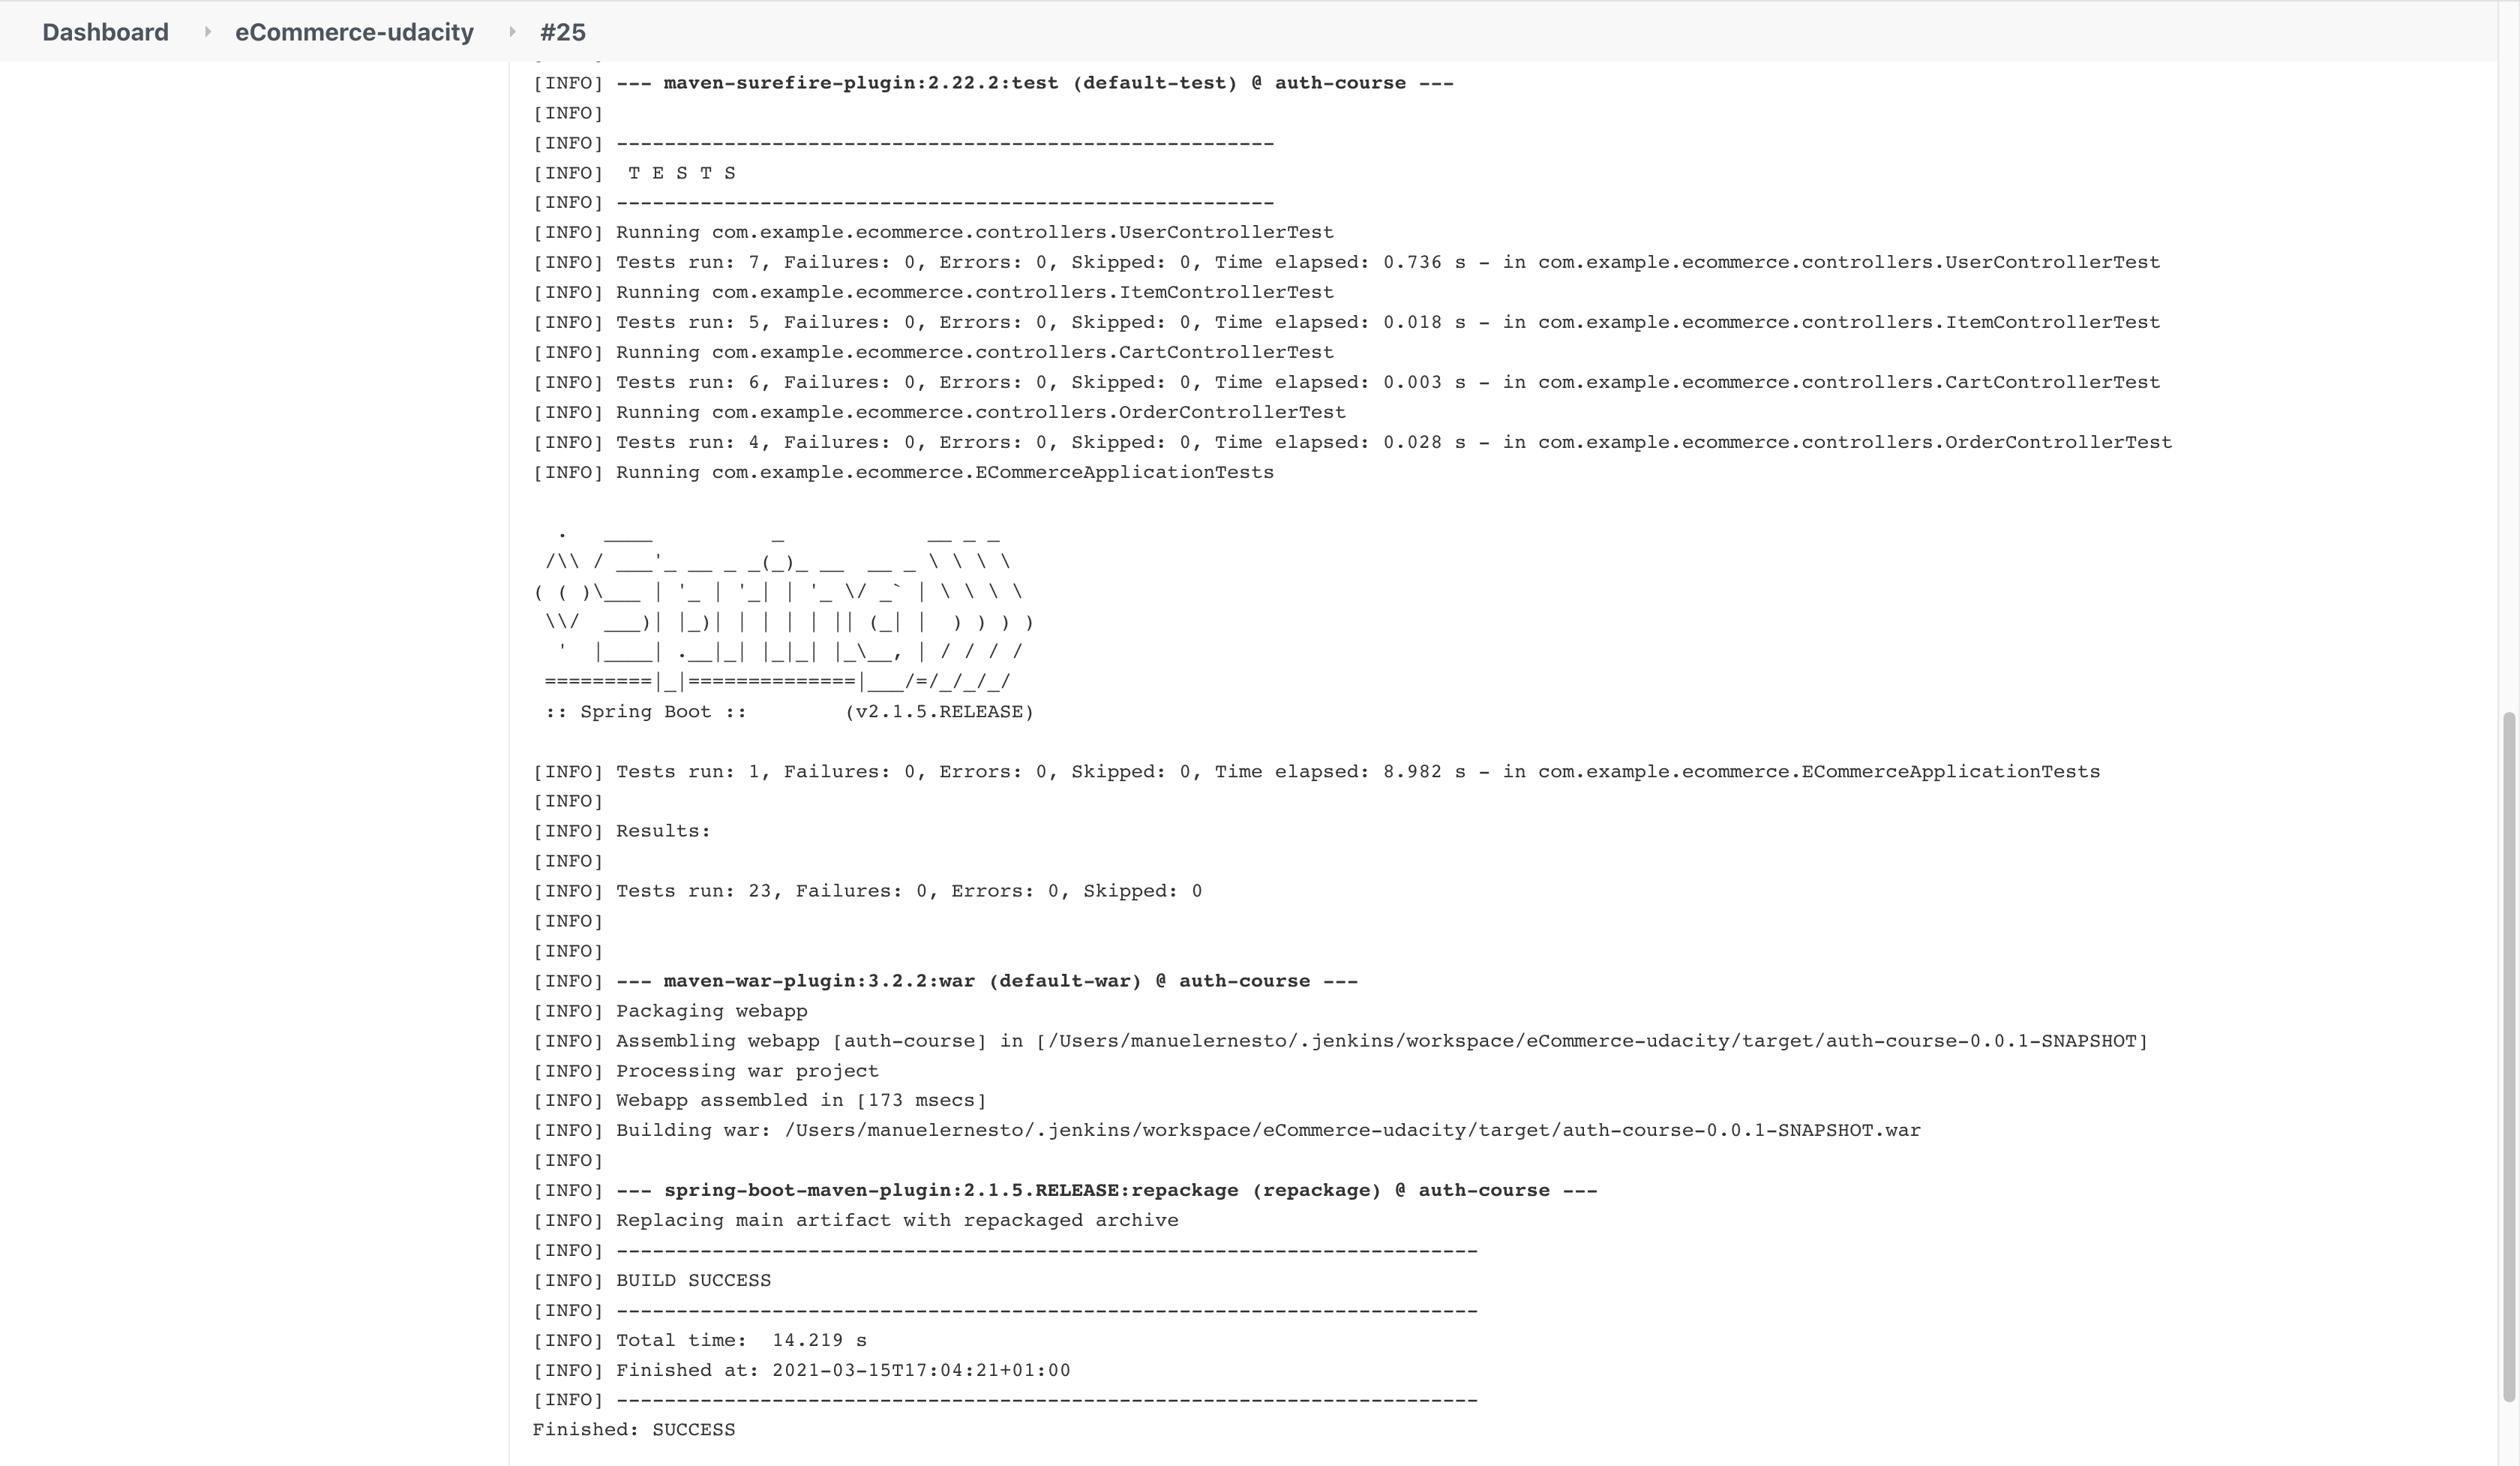 Dashboard eCommerce-udacity #25
[INFO] --- maven-surefire-plugin:2.22.2:test (default-test) @ auth-course ---
[INFO]
[INFO] -------------------------------------------------------
[INFO]  T E S T S
[INFO] -------------------------------------------------------
[INFO] Running com.example.ecommerce.controllers.UserControllerTest
[INFO] Tests run: 7, Failures: 0, Errors: 0, Skipped: 0, Time elapsed: 0.736 s - in com.example.ecommerce.controllers.UserControllerTest
[INFO] Running com.example.ecommerce.controllers.ItemControllerTest
[INFO] Tests run: 5, Failures: 0, Errors: 0, Skipped: 0, Time elapsed: 0.018 s - in com.example.ecommerce.controllers.ItemControllerTest
[INFO] Running com.example.ecommerce.controllers.CartControllerTest
[INFO] Tests run: 6, Failures: 0, Errors: 0, Skipped: 0, Time elapsed: 0.003 s - in com.example.ecommerce.controllers.CartControllerTest
[INFO] Running com.example.ecommerce.controllers.OrderControllerTest
[INFO] Tests run: 4, Failures: 0, Errors: 0, Skipped: 0, Time elapsed: 0.028 s - in com.example.ecommerce.controllers.OrderControllerTest
[INFO] Running com.example.ecommerce.ECommerceApplicationTests

  .   ____          _            __ _ _
 /\\ / ___'_ __ _ _(_)_ __  __ _ \ \ \ \
( ( )\___ | '_ | '_| | '_ \/ _` | \ \ \ \
 \\/  ___)| |_)| | | | | || (_| |  ) ) ) )
  '  |____| .__|_| |_|_| |_\__, | / / / /
 =========|_|==============|___/=/_/_/_/
 :: Spring Boot ::        (v2.1.5.RELEASE)

[INFO] Tests run: 1, Failures: 0, Errors: 0, Skipped: 0, Time elapsed: 8.982 s - in com.example.ecommerce.ECommerceApplicationTests
[INFO]
[INFO] Results:
[INFO]
[INFO] Tests run: 23, Failures: 0, Errors: 0, Skipped: 0
[INFO]
[INFO]
[INFO] --- maven-war-plugin:3.2.2:war (default-war) @ auth-course ---
[INFO] Packaging webapp
[INFO] Assembling webapp [auth-course] in [/Users/manuelernesto/.jenkins/workspace/eCommerce-udacity/target/auth-course-0.0.1-SNAPSHOT]
[INFO] Processing war project
[INFO] Webapp assembled in [173 msecs]
[INFO] Building war: /Users/manuelernesto/.jenkins/workspace/eCommerce-udacity/target/auth-course-0.0.1-SNAPSHOT.war
[INFO]
[INFO] --- spring-boot-maven-plugin:2.1.5.RELEASE:repackage (repackage) @ auth-course ---
[INFO] Replacing main artifact with repackaged archive
[INFO] ------------------------------------------------------------------------
[INFO] BUILD SUCCESS
[INFO] ------------------------------------------------------------------------
[INFO] Total time:  14.219 s
[INFO] Finished at: 2021-03-15T17:04:21+01:00
[INFO] ------------------------------------------------------------------------
Finished: SUCCESS